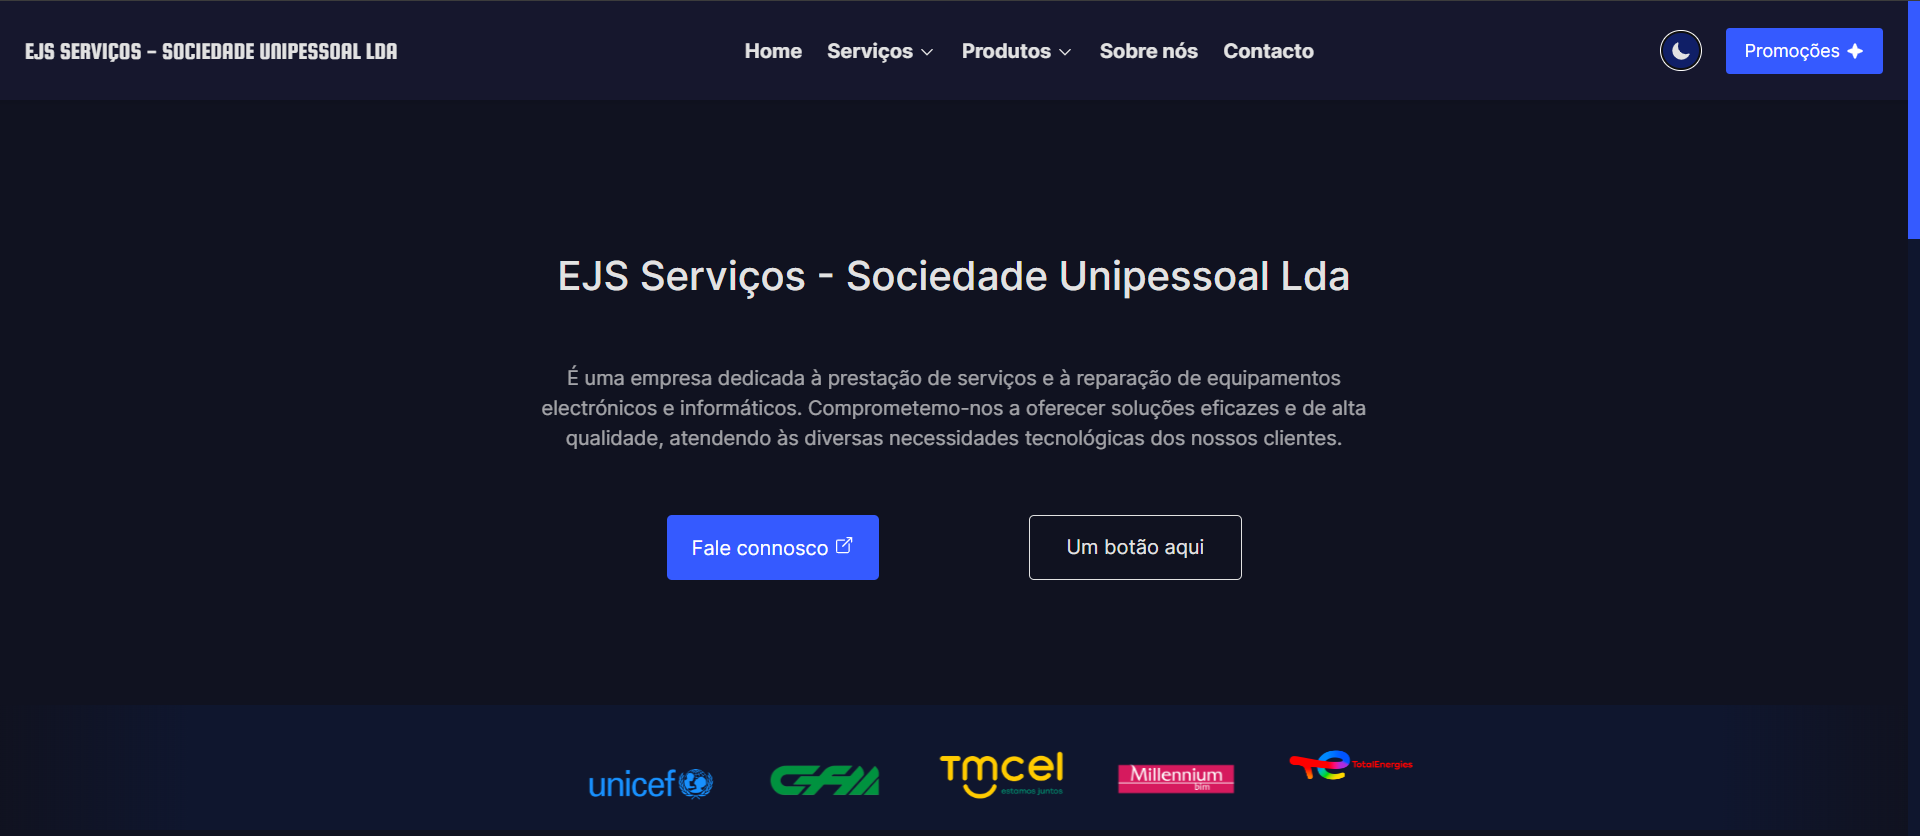 EJS SERVIÇOS - SOCIEDADE UNIPESSOAL LDA
Home
Serviços
Produtos
Sobre nós
Contacto
Promoções
EJS Serviços - Sociedade Unipessoal Lda
É uma empresa dedicada à prestação de serviços e à reparação de equipamentos
electrónicos e informáticos. Comprometemo-nos a oferecer soluções eficazes e de alta
qualidade, atendendo às diversas necessidades tecnológicas dos nossos clientes.
Fale connosco
Um botão aqui
unicef
CFM
Tmcel
estamos juntos
Millennium
bim
TotalEnergies